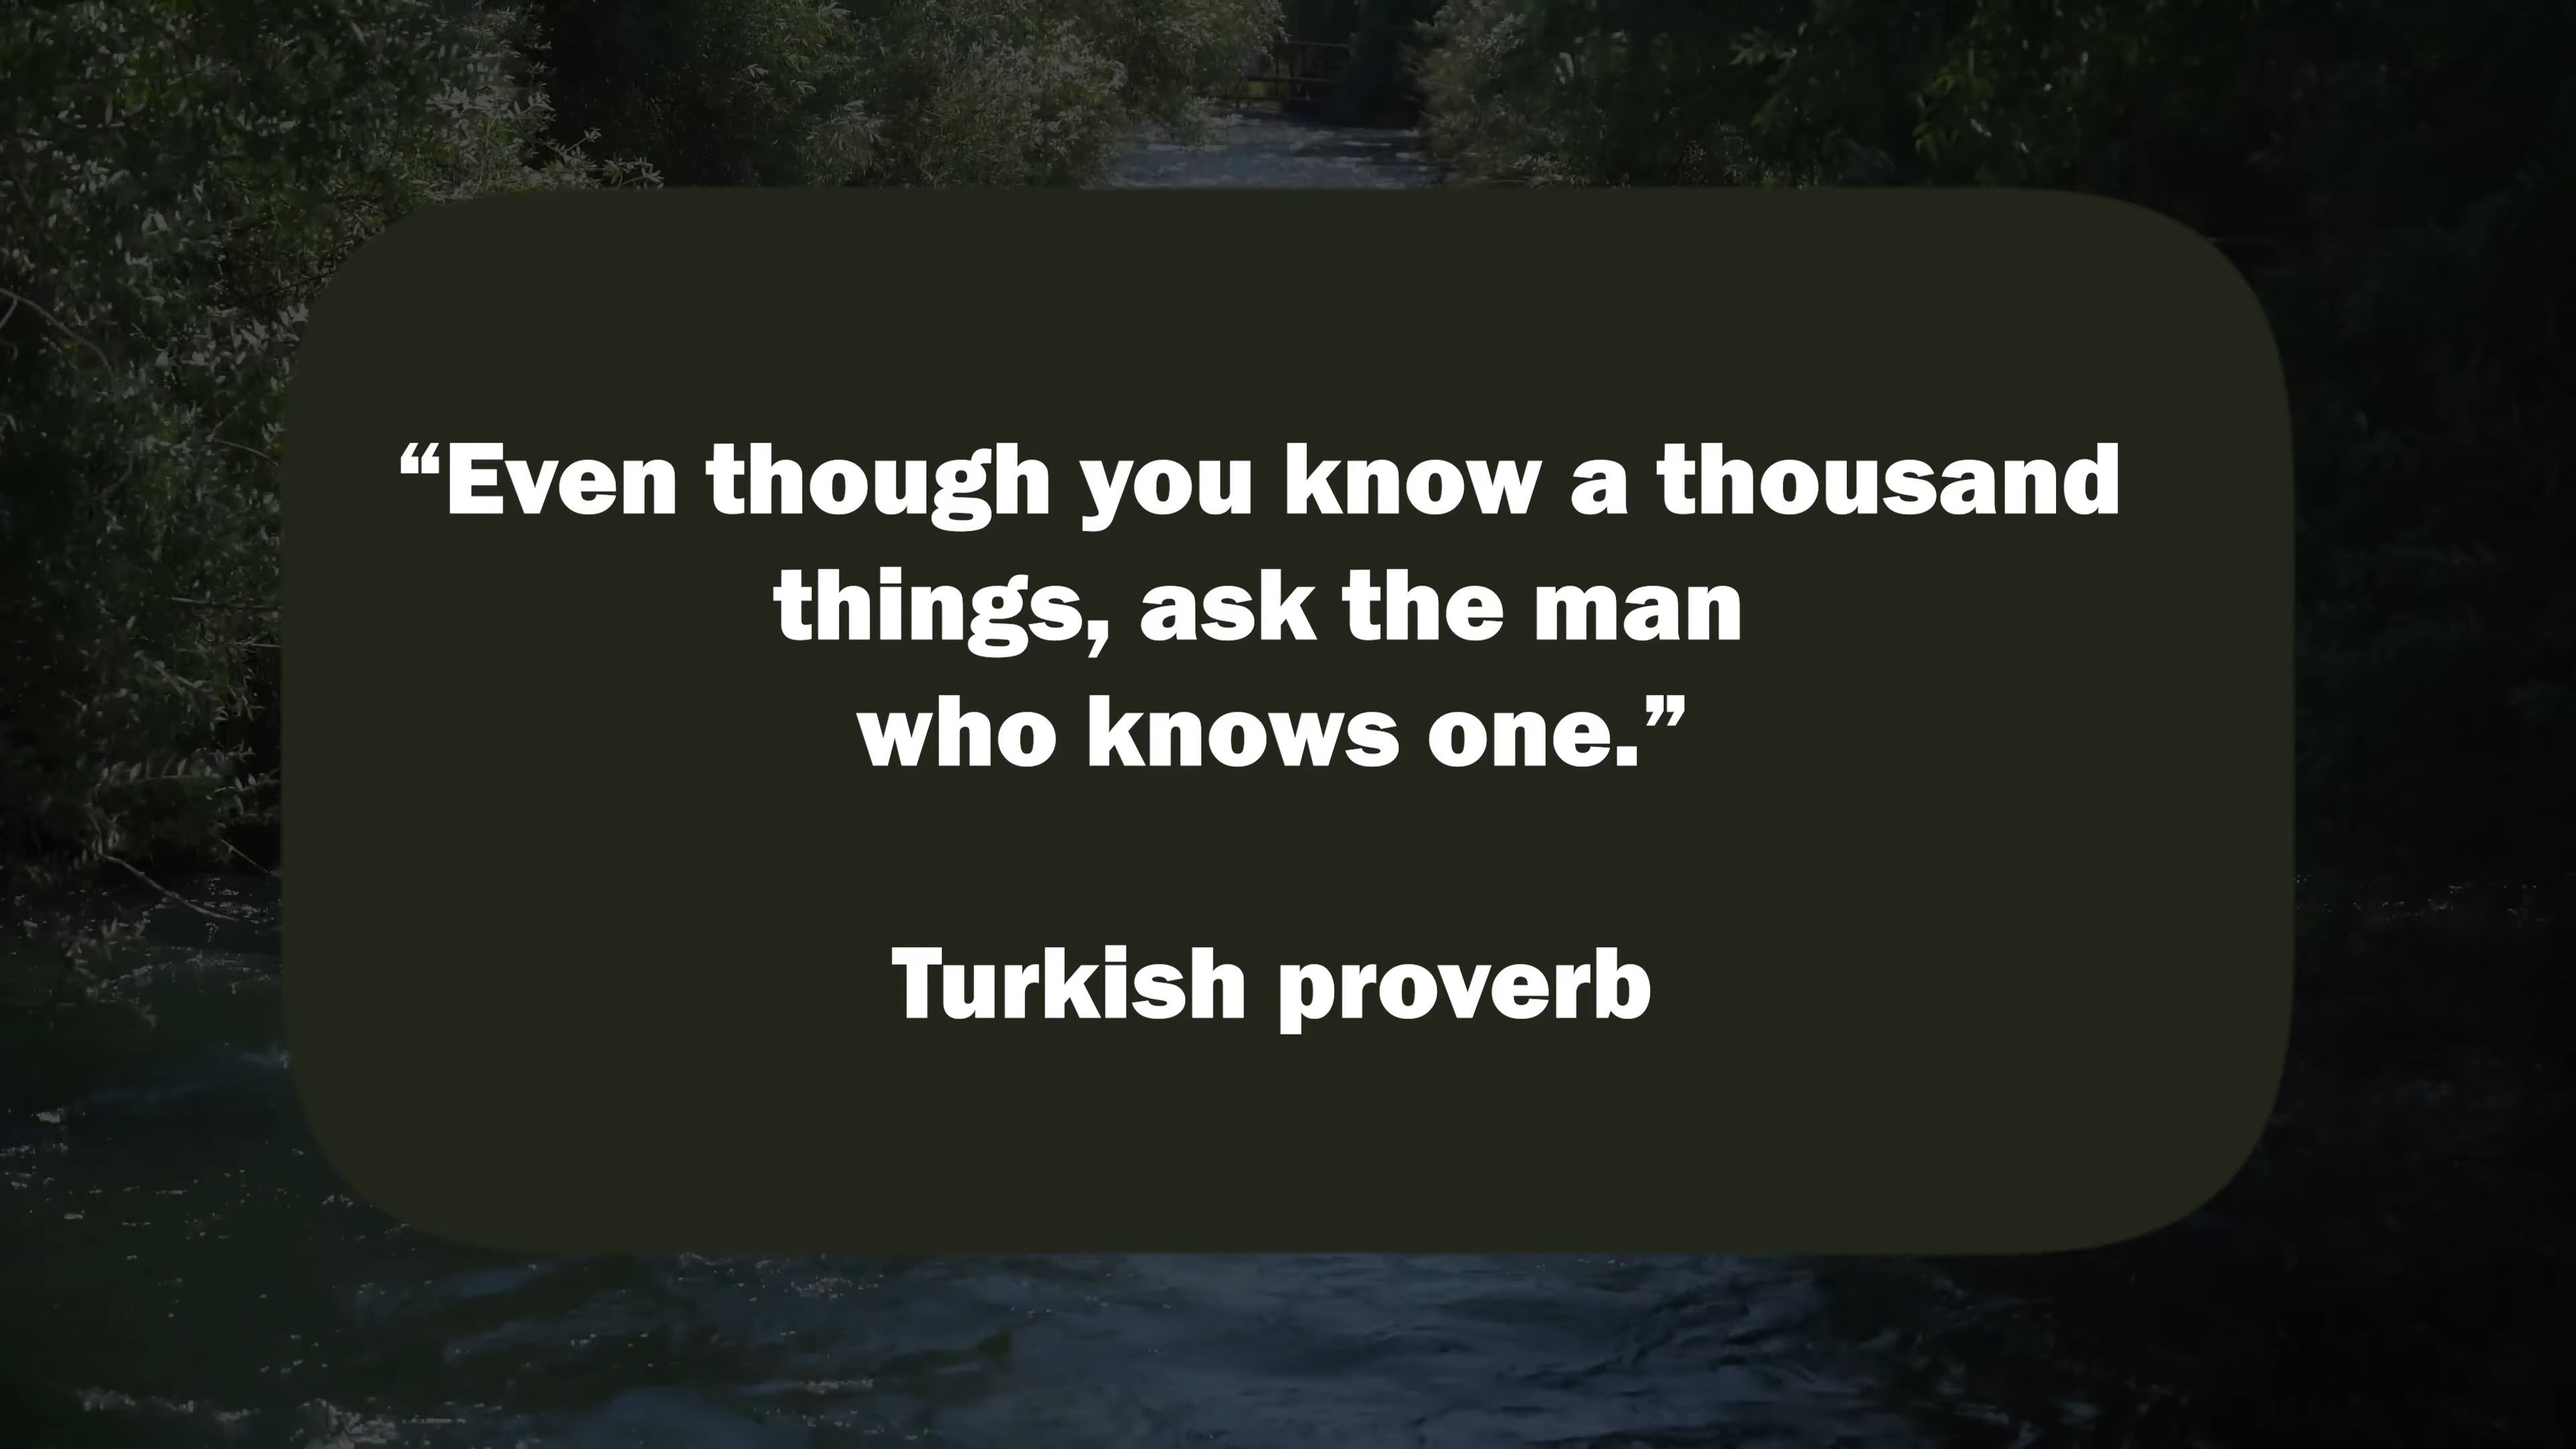 “Even though you know a thousand
things, ask the man
who knows one.”
Turkish proverb